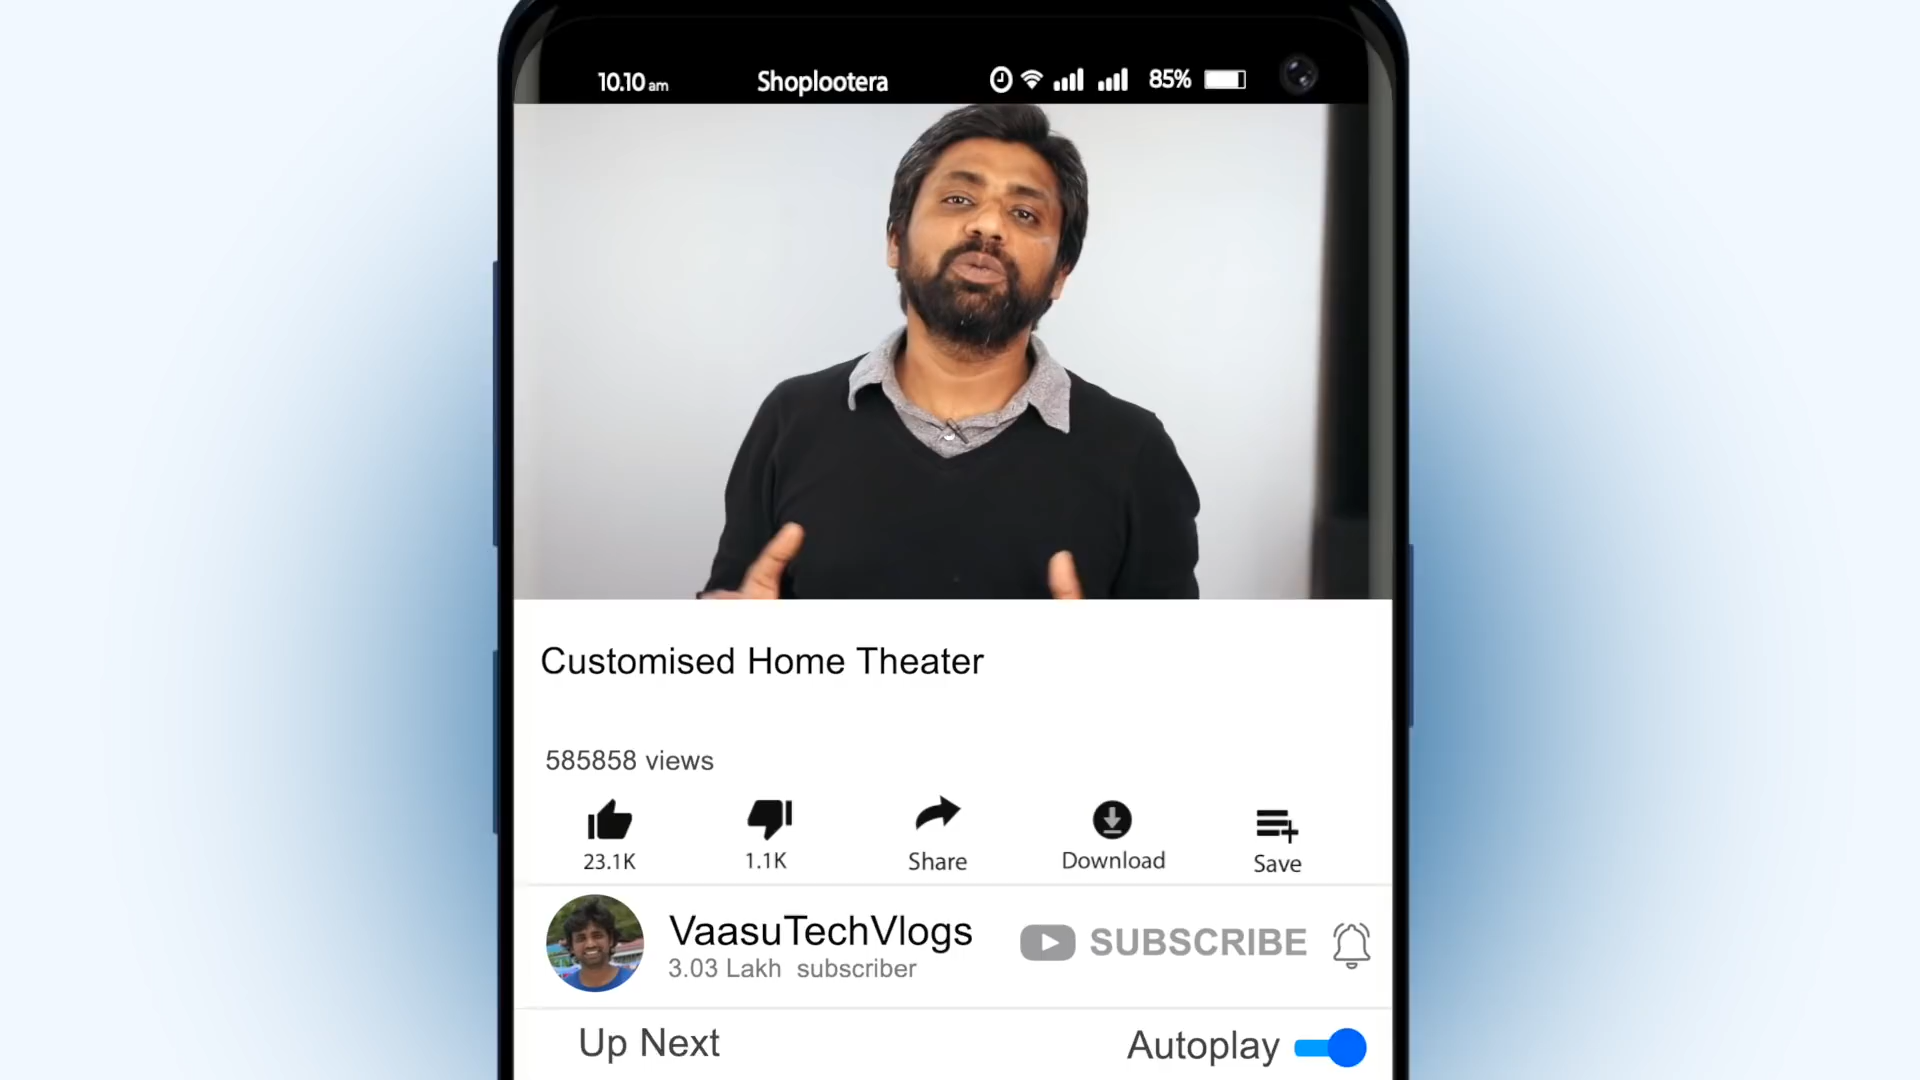 10.10 am Shoplootera 85%
Customised Home Theater
585858 views
23.1K 1.1K Share Download Save
VaasuTechVlogs SUBSCRIBE
3.03 Lakh subscriber
Up Next Autoplay